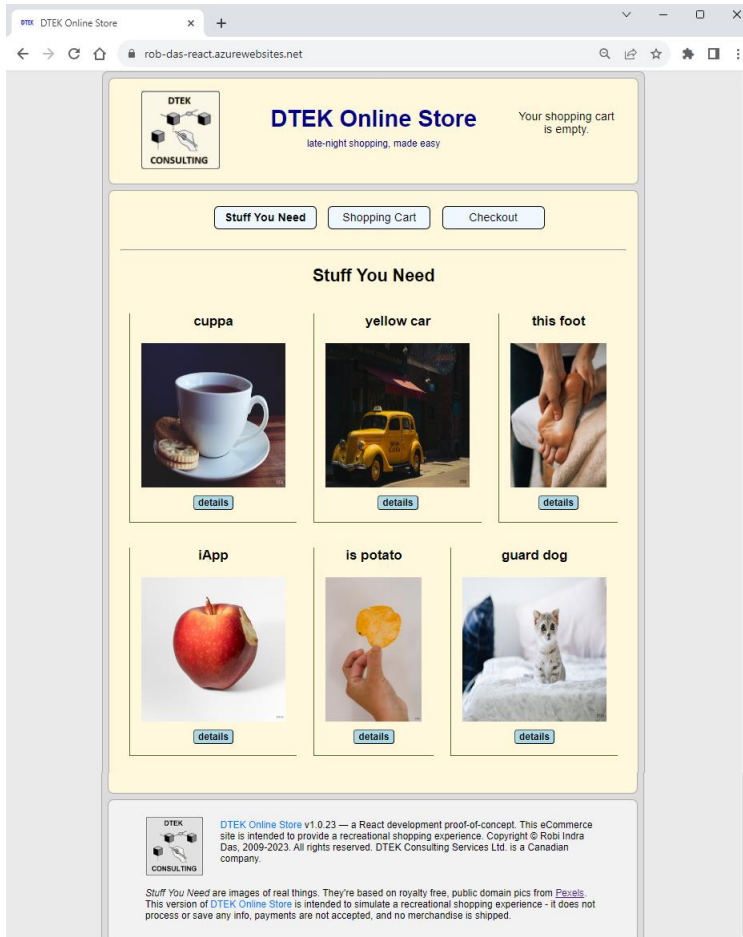 DTEK DTEK Online Store
rob-das-react.azurewebsites.net
DTEK
CONSULTING
DTEK Online Store
late-night shopping, made easy
Your shopping cart
is empty.
Stuff You Need
Shopping Cart
Checkout
Stuff You Need
cuppa
yellow car
this foot
details
details
details
iApp
is potato
guard dog
details
details
details
DTEK
CONSULTING
DTEK Online Store v1.0.23 — a React development proof-of-concept. This eCommerce
site is intended to provide a recreational shopping experience. Copyright © Robi Indra
Das, 2009-2023. All rights reserved. DTEK Consulting Services Ltd. is a Canadian
company.
Stuff You Need are images of real things. They're based on royalty free, public domain pics from Pexels.
This version of DTEK Online Store is intended to simulate a recreational shopping experience - it does not
process or save any info, payments are not accepted, and no merchandise is shipped.